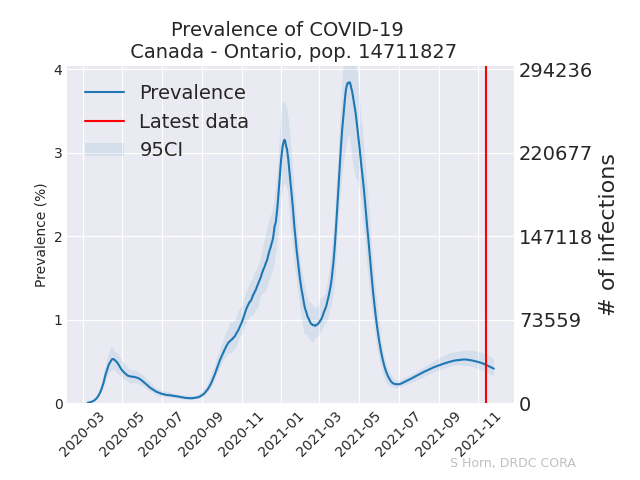 Prevalence of COVID-19
Canada - Ontario, pop. 14711827
Prevalence
Latest data
95CI
Prevalence (%)
4
3
2
1
0
294236
220677
147118
73559
0
# of infections
2020-03
2020-05
2020-07
2020-09
2020-11
2021-01
2021-03
2021-05
2021-07
2021-09
2021-11
S Horn, DRDC CORA